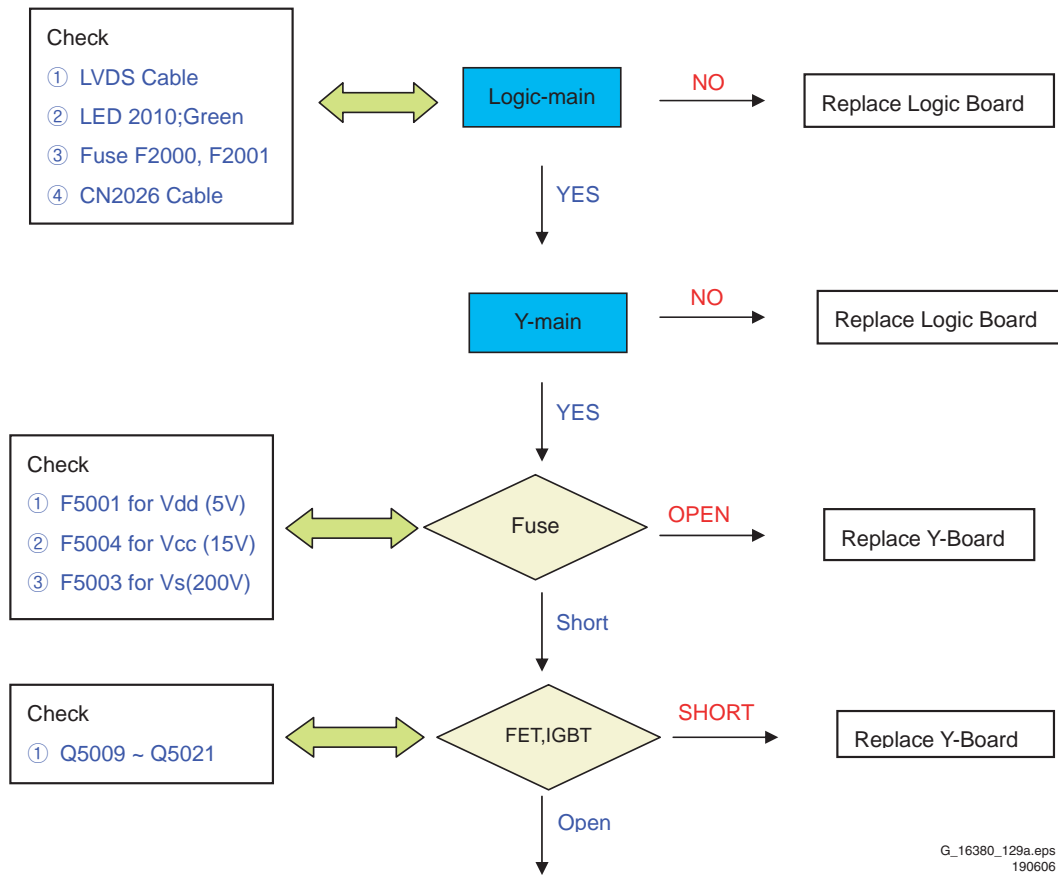 Check
① LVDS Cable
② LED 2010;Green
③ Fuse F2000, F2001
④ CN2026 Cable
Logic-main
NO
Replace Logic Board
YES
Y-main
NO
Replace Logic Board
YES
Check
① F5001 for Vdd (5V)
② F5004 for Vcc (15V)
③ F5003 for Vs(200V)
Fuse
OPEN
Replace Y-Board
Short
Check
① Q5009 ~ Q5021
FET,IGBT
SHORT
Replace Y-Board
Open
G_16380_129a.eps
190606